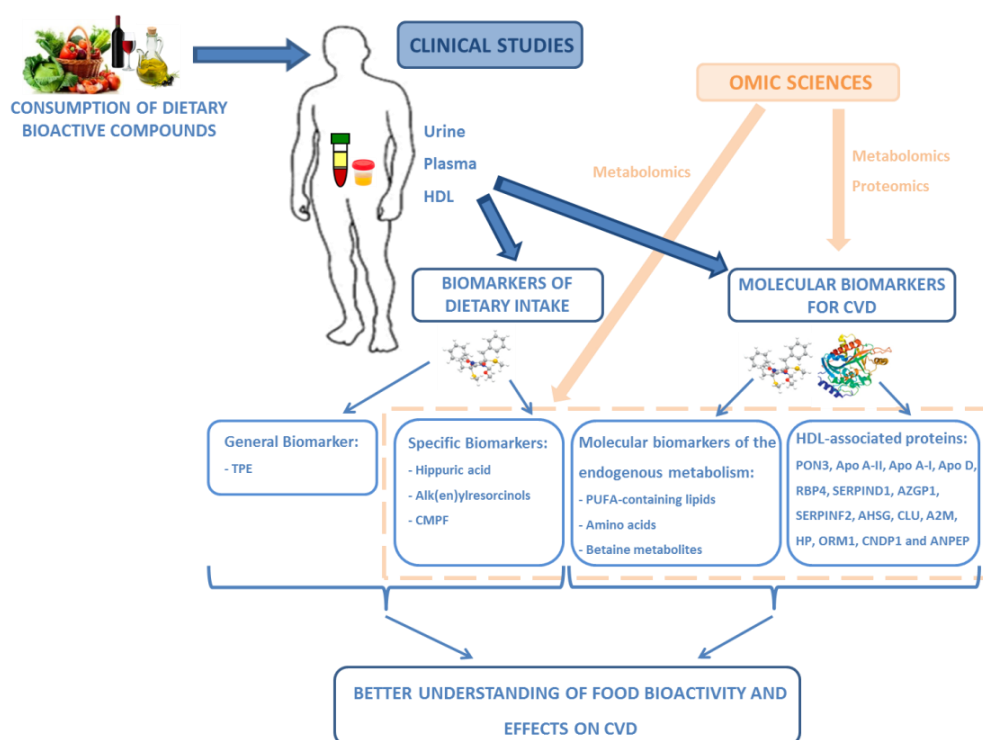 CONSUMPTION OF DIETARY
BIOACTIVE COMPOUNDS
CLINICAL STUDIES
OMIC SCIENCES
Urine
Plasma
HDL
Metabolomics
Metabolomics
Proteomics
BIOMARKERS OF
DIETARY INTAKE
MOLECULAR BIOMARKERS
FOR CVD
General Biomarker:
- TPE
Specific Biomarkers:
- Hippuric acid
- Alk(en)ylresorcinols
- CMPF
Molecular biomarkers of the
endogenous metabolism:
- PUFA-containing lipids
- Amino acids
- Betaine metabolites
HDL-associated proteins:
PON3, Apo A-II, Apo A-I, Apo D,
RBP4, SERPIND1, AZGP1,
SERPINF2, AHSG, CLU, A2M,
HP, ORM1, CNDP1 and ANPEP
BETTER UNDERSTANDING OF FOOD BIOACTIVITY AND
EFFECTS ON CVD